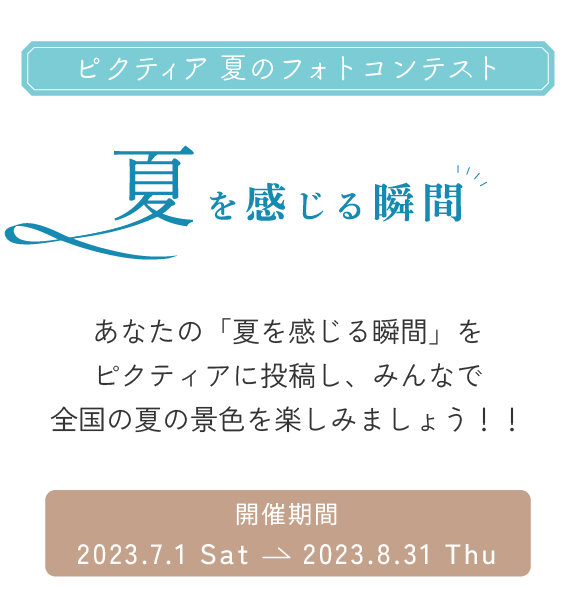 ピクティア 夏のフォトコンテスト
夏を感じる瞬間
あなたの「夏を感じる瞬間」を
ピクティアに投稿し、みんなで
全国の夏の景色を楽しみましょう！！
開催期間
2023.7.1 Sat ⇀ 2023.8.31 Thu